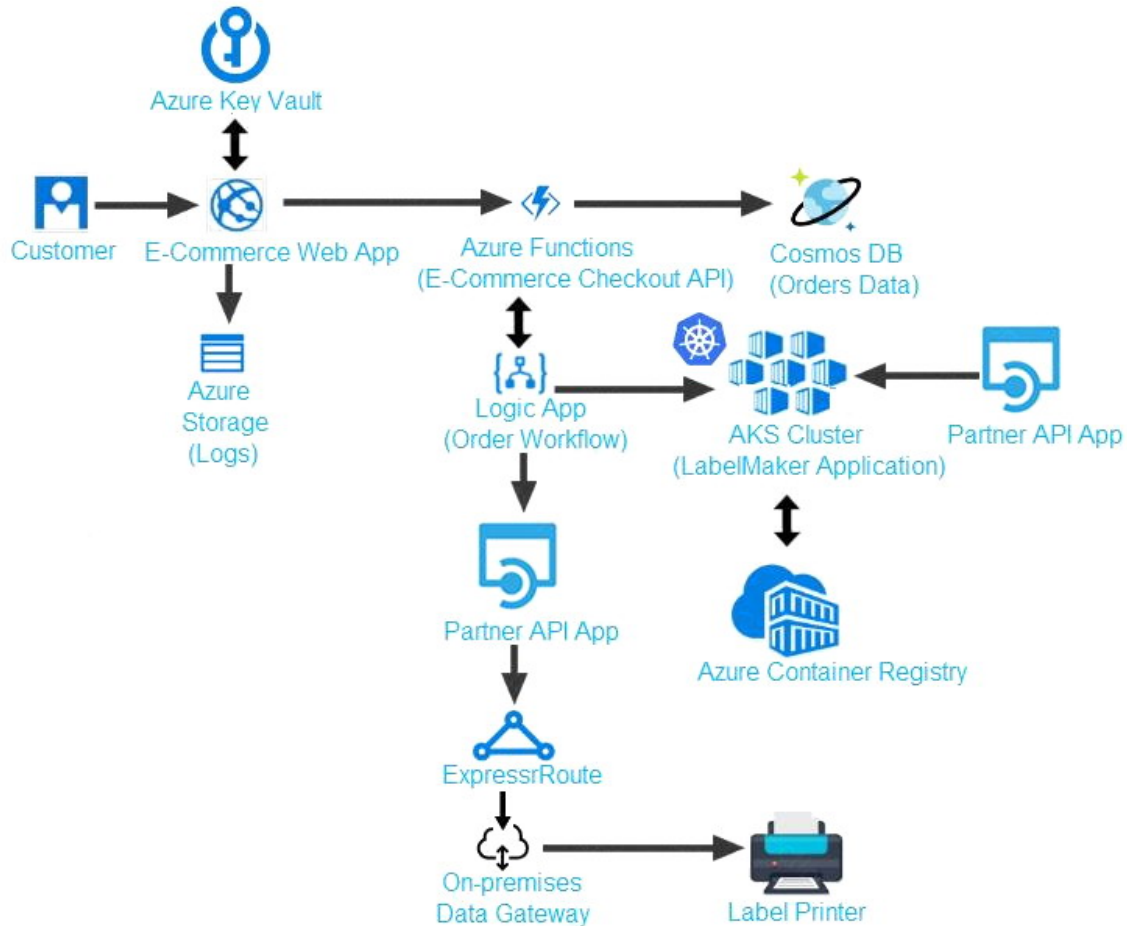 Azure Key Vault
Customer
E-Commerce Web App
Azure Functions
(E-Commerce Checkout API)
Cosmos DB
(Orders Data)
Azure
Storage
(Logs)
Logic App
(Order Workflow)
AKS Cluster
(LabelMaker Application)
Partner API App
Partner API App
Azure Container Registry
ExpressrRoute
On-premises
Data Gateway
Label Printer